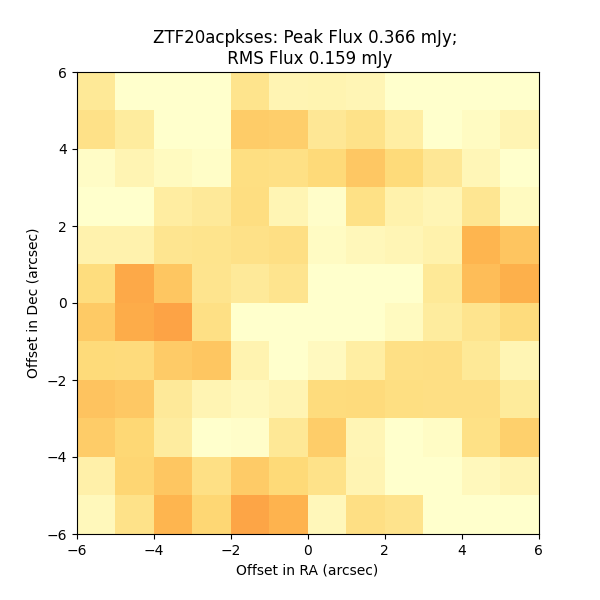 ZTF20acpkses: Peak Flux 0.366 mJy;
RMS Flux 0.159 mJy
6
4
2
0
−2
−4
−6
Offset in Dec (arcsec)
−6 −4 −2 0 2 4 6
Offset in RA (arcsec)